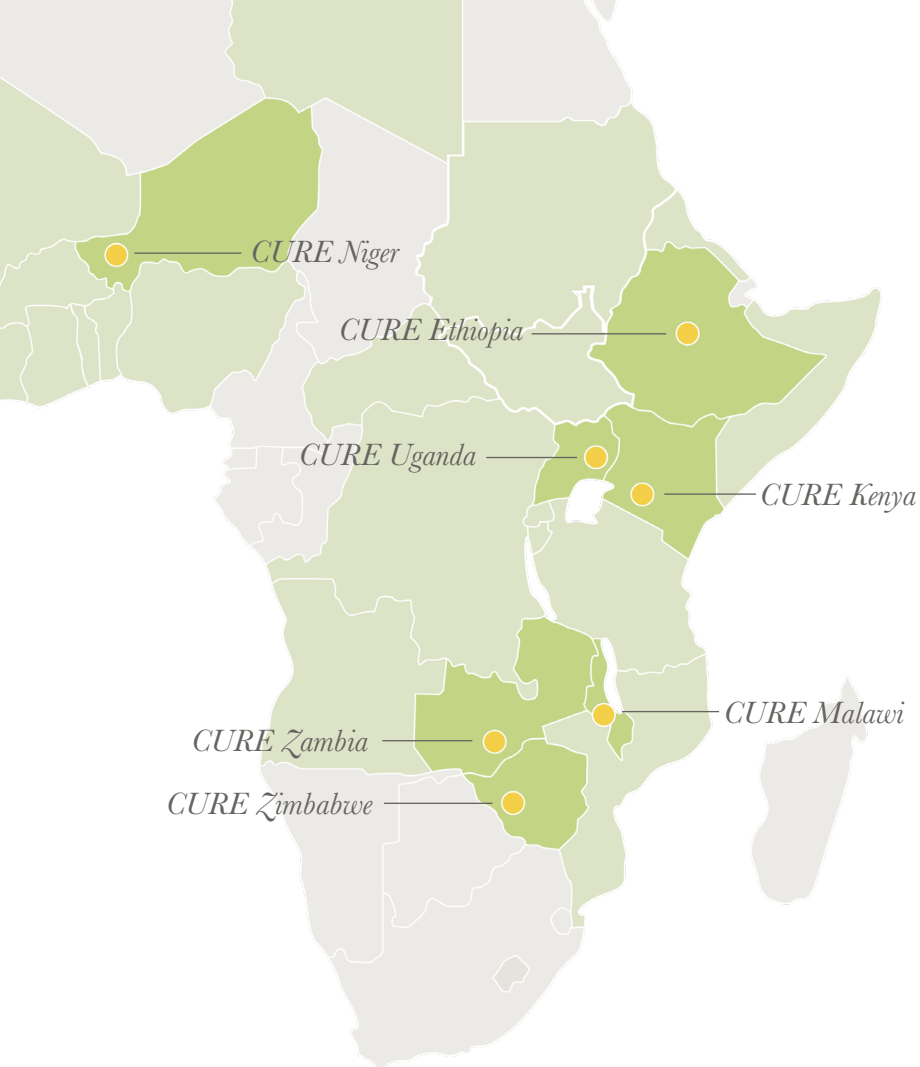 CURE Niger
CURE Ethiopia
CURE Uganda
CURE Kenya
CURE Malawi
CURE Zambia
CURE Zimbabwe